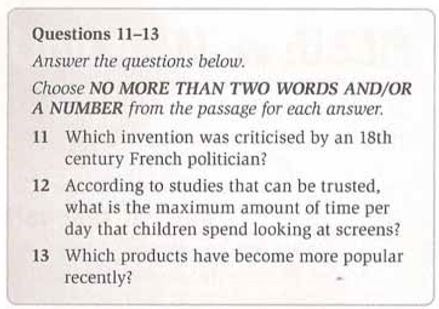 Questions 11–13
Answer the questions below.
Choose NO MORE THAN TWO WORDS AND/OR
A NUMBER from the passage for each answer.
11 Which invention was criticised by an 18th
century French politician?
12 According to studies that can be trusted,
what is the maximum amount of time per
day that children spend looking at screens?
13 Which products have become more popular
recently?